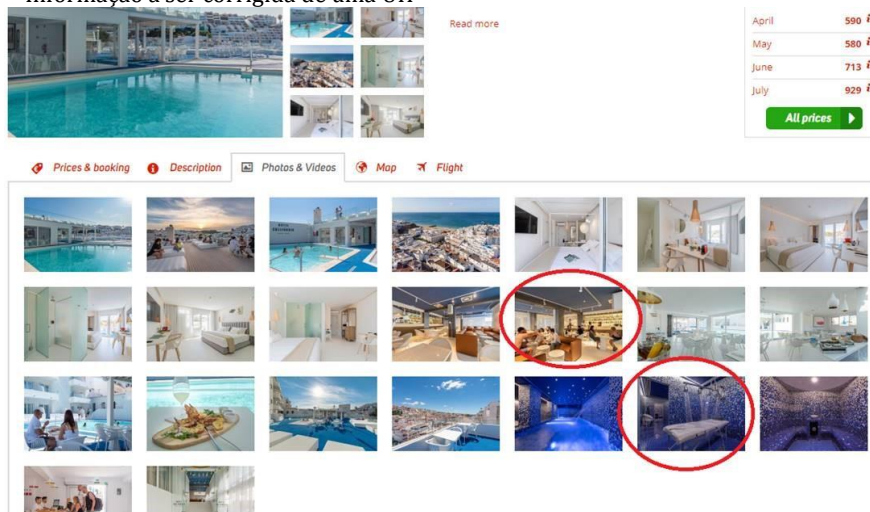 Informação a ser corrigida de uma OTA
Read more
April 590 i
May 580 i
June 713 i
July 929 i
All prices
Prices & booking
Description
Photos & Videos
Map
Flight